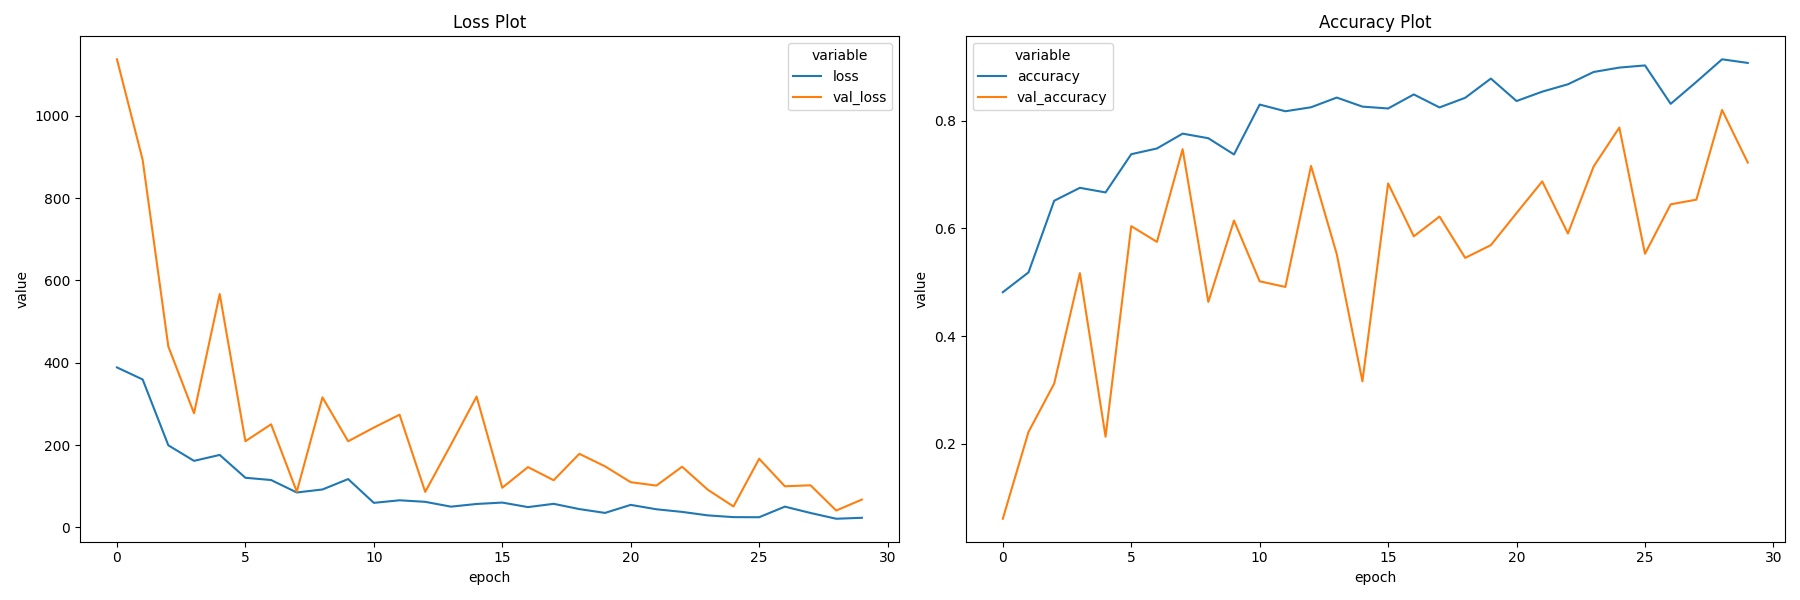 Loss Plot
variable
loss
val_loss
value
1000
800
600
400
200
0
0 5 10 15 20 25 30
epoch
Accuracy Plot
variable
accuracy
val_accuracy
value
0.8
0.6
0.4
0.2
0 5 10 15 20 25 30
epoch